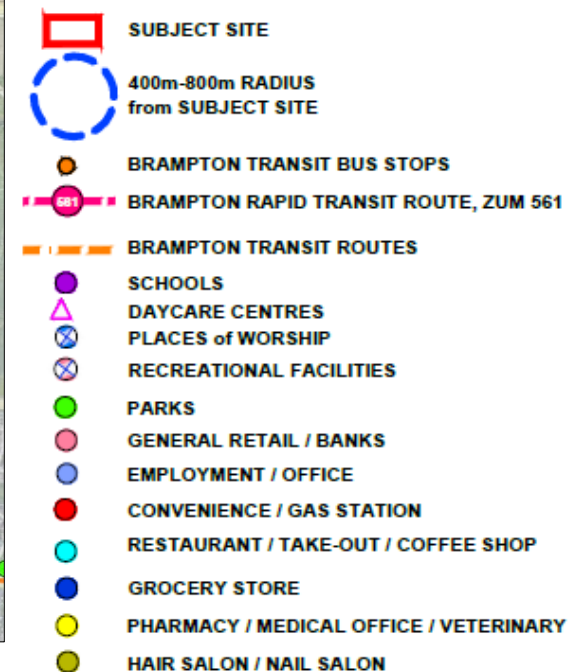 SUBJECT SITE
400m-800m RADIUS
from SUBJECT SITE
BRAMPTON TRANSIT BUS STOPS
561 BRAMPTON RAPID TRANSIT ROUTE, ZUM 561
BRAMPTON TRANSIT ROUTES
SCHOOLS
DAYCARE CENTRES
PLACES of WORSHIP
RECREATIONAL FACILITIES
PARKS
GENERAL RETAIL / BANKS
EMPLOYMENT / OFFICE
CONVENIENCE / GAS STATION
RESTAURANT / TAKE-OUT / COFFEE SHOP
GROCERY STORE
PHARMACY / MEDICAL OFFICE / VETERINARY
HAIR SALON / NAIL SALON